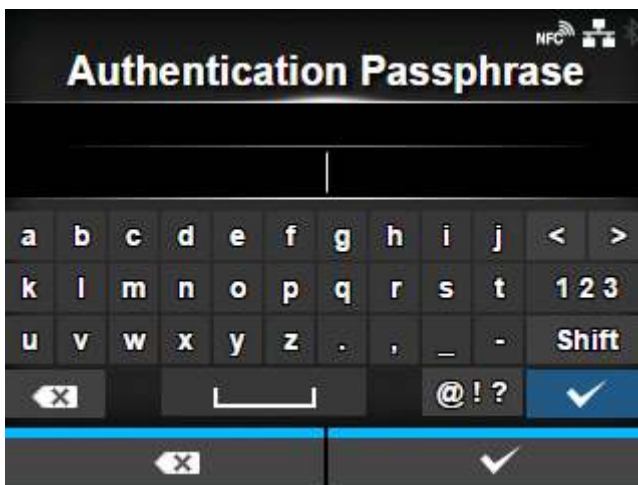 NFC
Authentication Passphrase
a b c d e f g h i j < >
k l m n o p q r s t 1 2 3
u v w x y z . , _ - Shift
@ ! ?